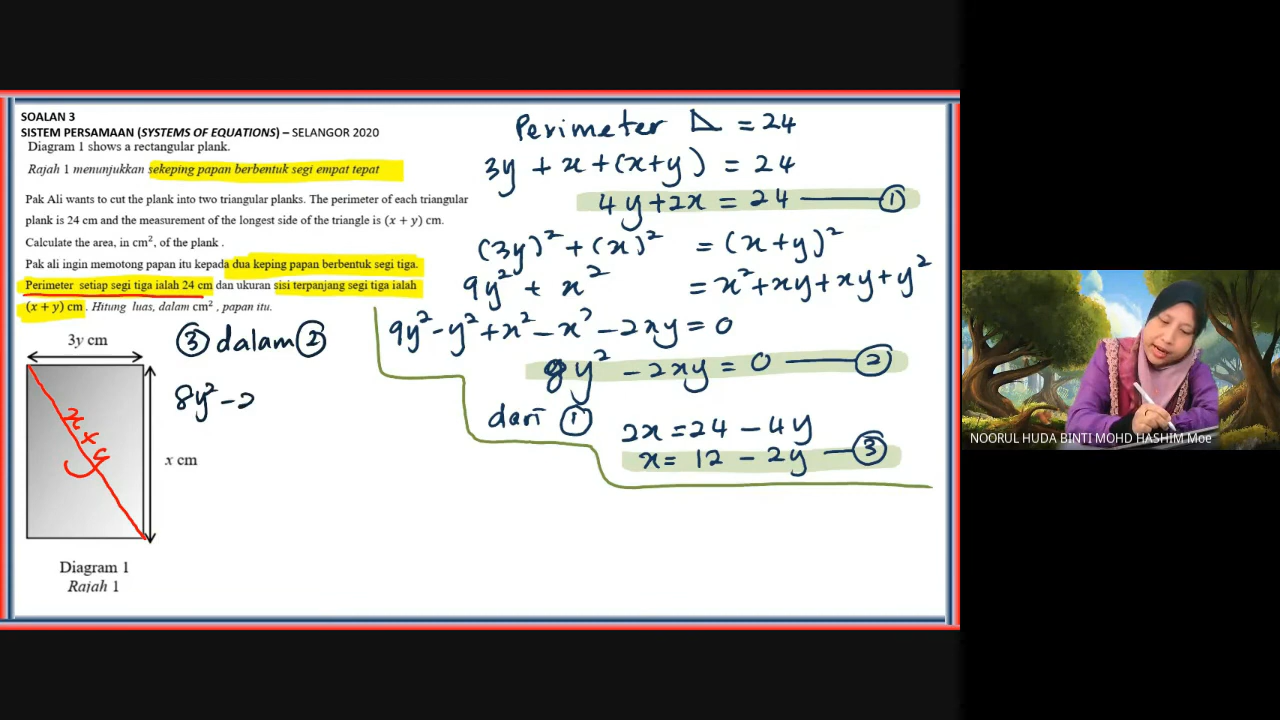 SOALAN 3
SISTEM PERSAMAAN (SYSTEMS OF EQUATIONS) – SELANGOR 2020
Diagram 1 shows a rectangular plank.
Rajah 1 menunjukkan sekeping papan berbentuk segi empat tepat
Pak Ali wants to cut the plank into two triangular planks. The perimeter of each triangular
plank is 24 cm and the measurement of the longest side of the triangle is (x + y) cm.
Calculate the area, in cm², of the plank .
Pak ali ingin memotong papan itu kepada dua keping papan berbentuk segi tiga.
Perimeter setiap segi tiga ialah 24 cm dan ukuran sisi terpanjang segi tiga ialah
(x + y) cm . Hitung luas, dalam cm² , papan itu.
3y cm
x cm
Diagram 1
Rajah 1
③ dalam ②
8y² – 2
Perimeter ◺ = 24
3y + x + (x + y) = 24
4y + 2x = 24 — ①
(3y)² + (x)² = (x + y)²
9y² + x² = x² + xy + xy + y²
9y² – y² + x² – x² – 2xy = 0
8y² – 2xy = 0 — ②
dari ①
2x = 24 – 4y
x = 12 – 2y — ③
NOORUL HUDA BINTI MOHD HASHIM Moe